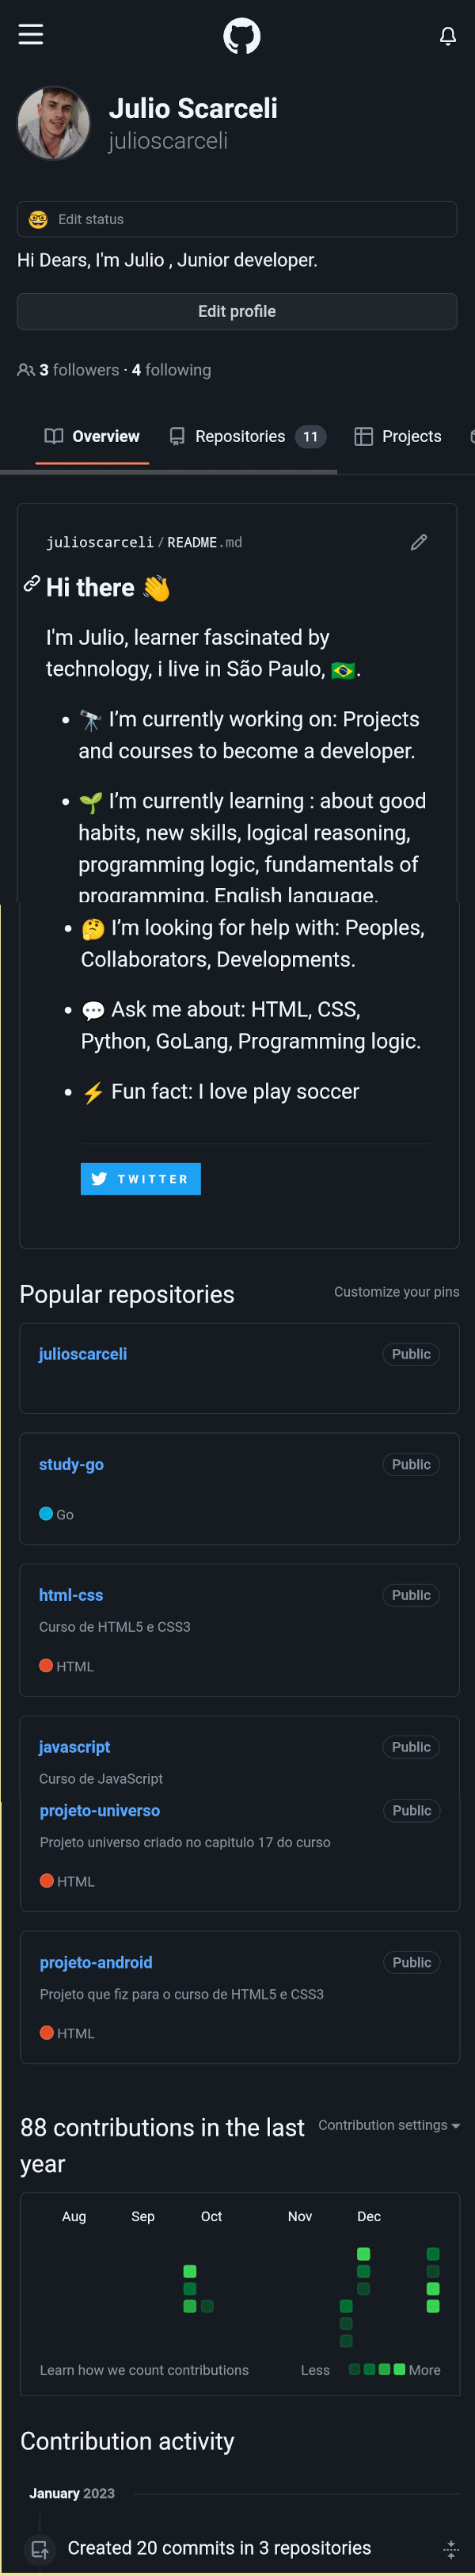 Julio Scarceli
julioscarceli
Edit status
Hi Dears, I'm Julio , Junior developer.
Edit profile
3 followers · 4 following
Overview Repositories 11 Projects
julioscarceli / README.md
Hi there 👋
I'm Julio, learner fascinated by
technology, i live in São Paulo, 🇧🇷.
• 🔭 I’m currently working on: Projects
and courses to become a developer.
• 🌱 I’m currently learning : about good
habits, new skills, logical reasoning,
programming logic, fundamentals of
programming, English language.
• 🤔 I’m looking for help with: Peoples,
Collaborators, Developments.
• 💬 Ask me about: HTML, CSS,
Python, GoLang, Programming logic.
• ⚡ Fun fact: I love play soccer
TWITTER
Popular repositories Customize your pins
julioscarceli Public
study-go Public
Go
html-css Public
Curso de HTML5 e CSS3
HTML
javascript Public
Curso de JavaScript
projeto-universo Public
Projeto universo criado no capitulo 17 do curso
HTML
projeto-android Public
Projeto que fiz para o curso de HTML5 e CSS3
HTML
88 contributions in the last Contribution settings
year
Aug Sep Oct Nov Dec
Learn how we count contributions Less More
Contribution activity
January 2023
Created 20 commits in 3 repositories